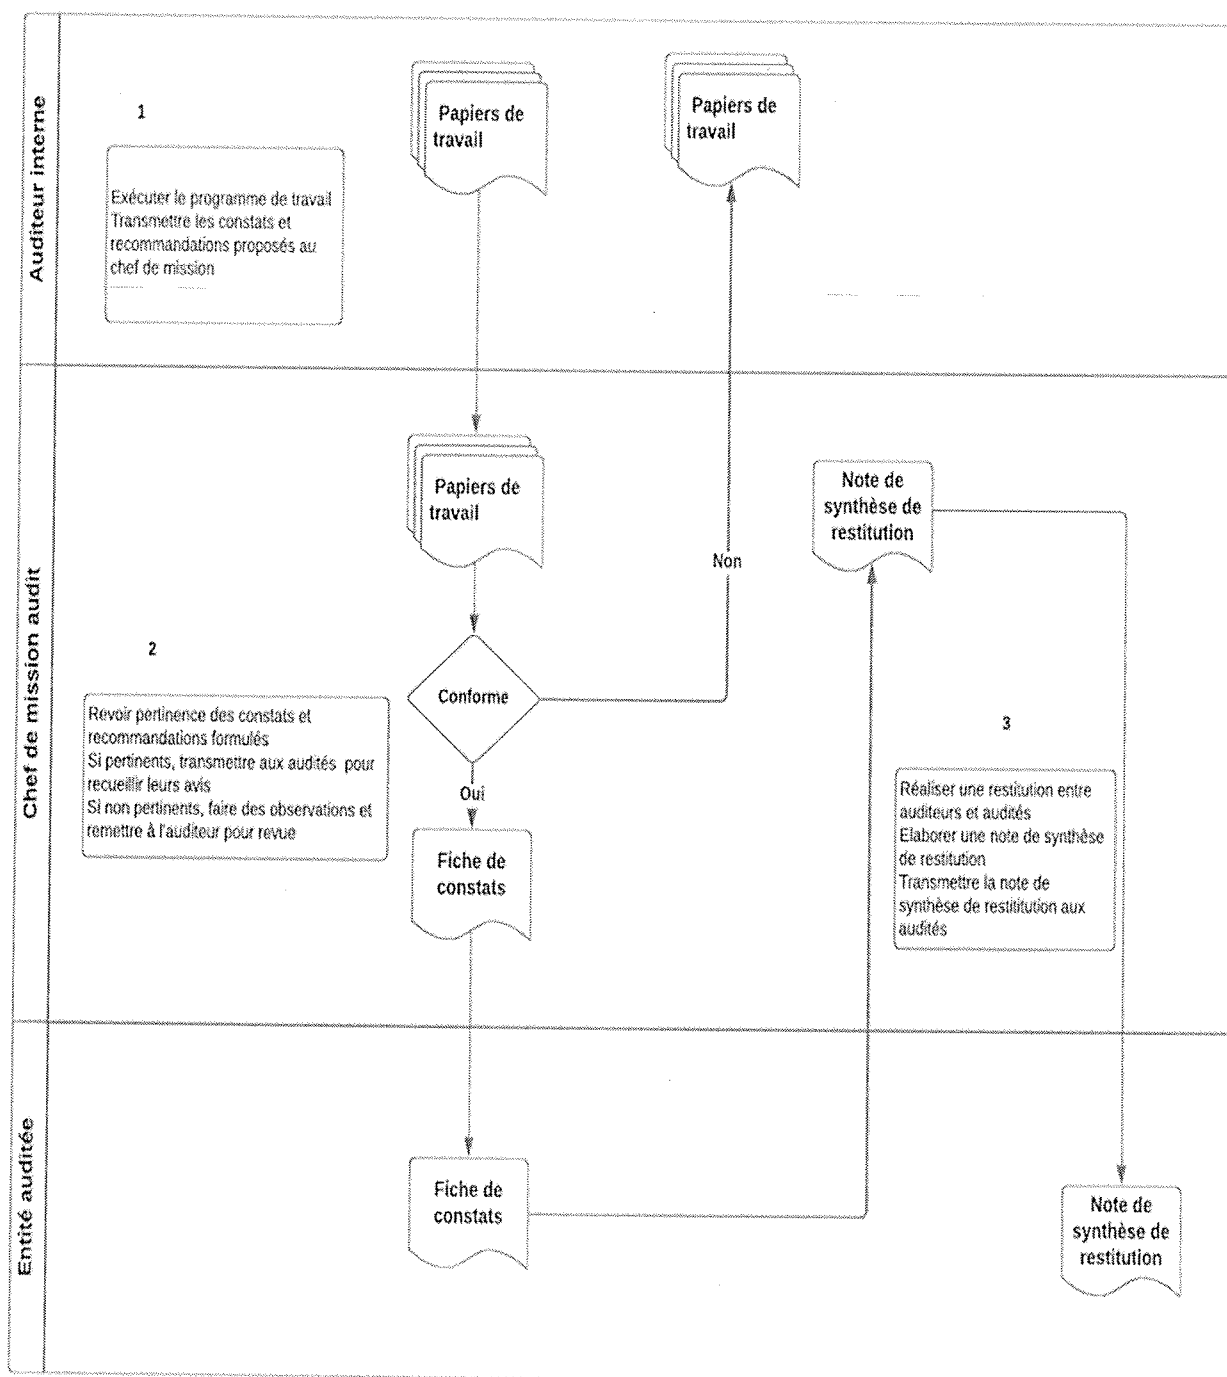 Auditeur interne
1
Exécuter le programme de travail
Transmettre les constats et
recommandations proposés au
chef de mission
Papiers de
travail
Papiers de
travail
Chef de mission audit
Papiers de
travail
Non
Note de
synthèse de
restitution
2
Revoir pertinence des constats et
recommandations formulés
Si pertinents, transmettre aux audités pour
recueillir leurs avis
Si non pertinents, faire des observations et
remettre à l'auditeur pour revue
Conforme
Oui
Fiche de
constats
3
Réaliser une restitution entre
auditeurs et audités
Elaborer une note de synthèse
de restitution
Transmettre la note de
synthèse de restititution aux
audités
Entité auditée
Fiche de
constats
Note de
synthèse de
restitution